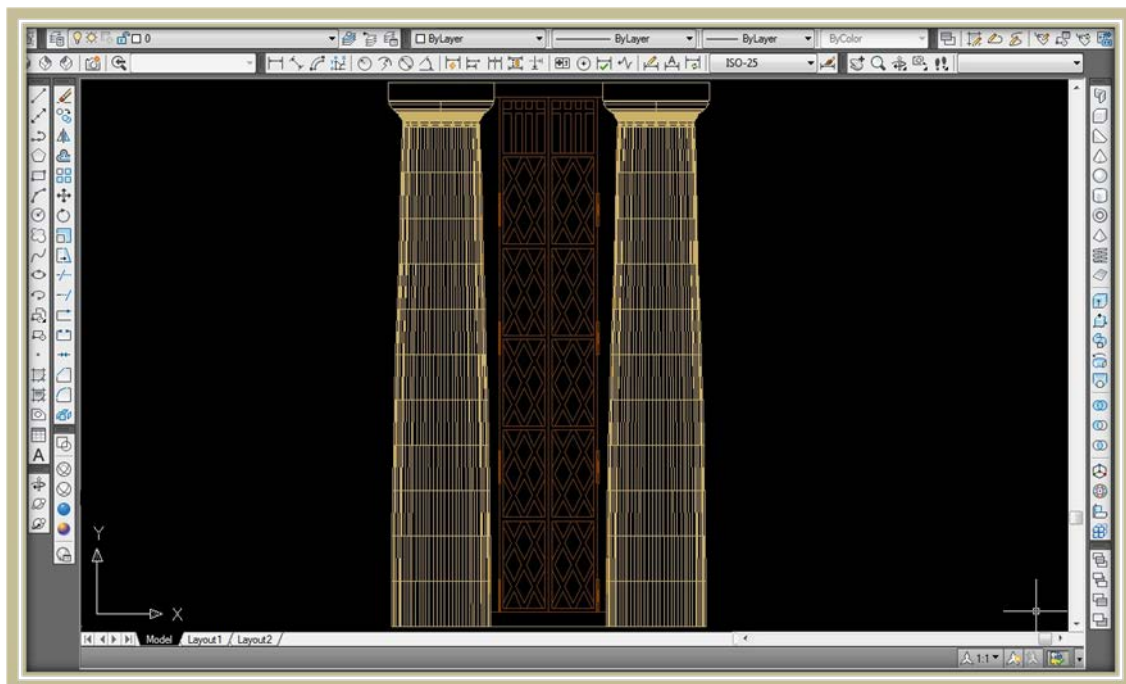 0 ByLayer ByLayer ByLayer ByColor
ISO-25
A
Y
X
Model Layout1 Layout2
1:1